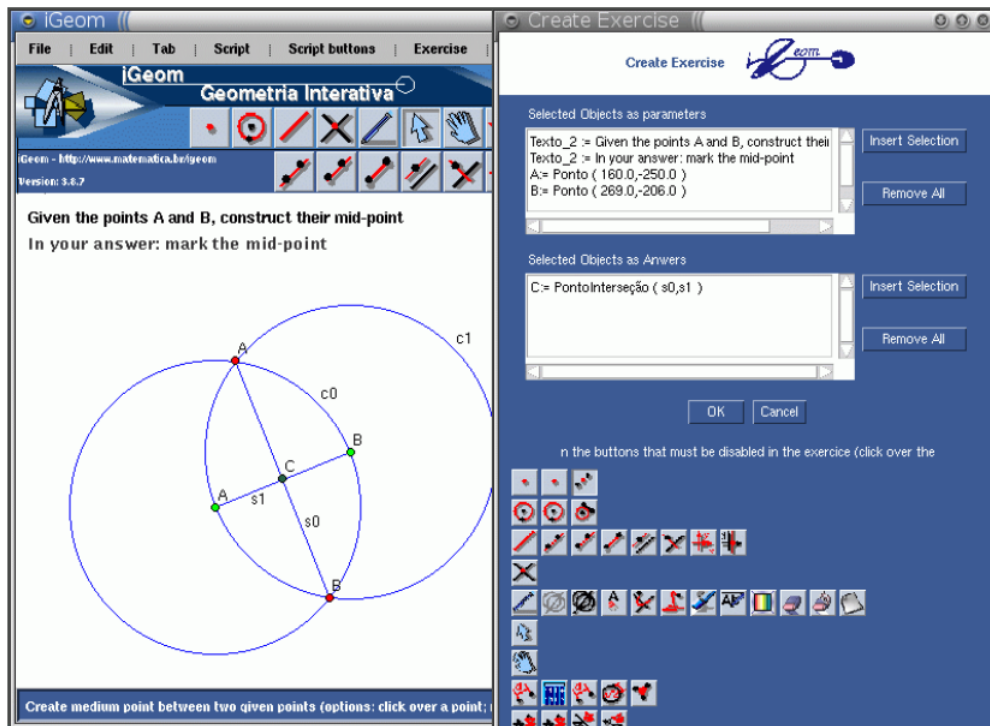 iGeom
File | Edit | Tab | Script | Script buttons | Exercise |
iGeom
Geometria Interativa
iGeom - http://www.matematica.br/igeom
Version: 3.8.7
Given the points A and B, construct their mid-point
In your answer: mark the mid-point
c1
A
c0
B
C
A
s1
s0
B
Create medium point between two given points (options: click over a point;
Create Exercise
Create Exercise
eom
Selected Objects as parameters
Texto_2 := Given the points A and B, construct thei
Texto_2 := In your answer: mark the mid-point
A:= Ponto ( 160.0,-250.0 )
B:= Ponto ( 269.0,-206.0 )
Insert Selection
Remove All
Selected Objects as Anwers
C:= PontoInterseção ( s0,s1 )
Insert Selection
Remove All
OK
Cancel
n the buttons that must be disabled in the exercice (click over the